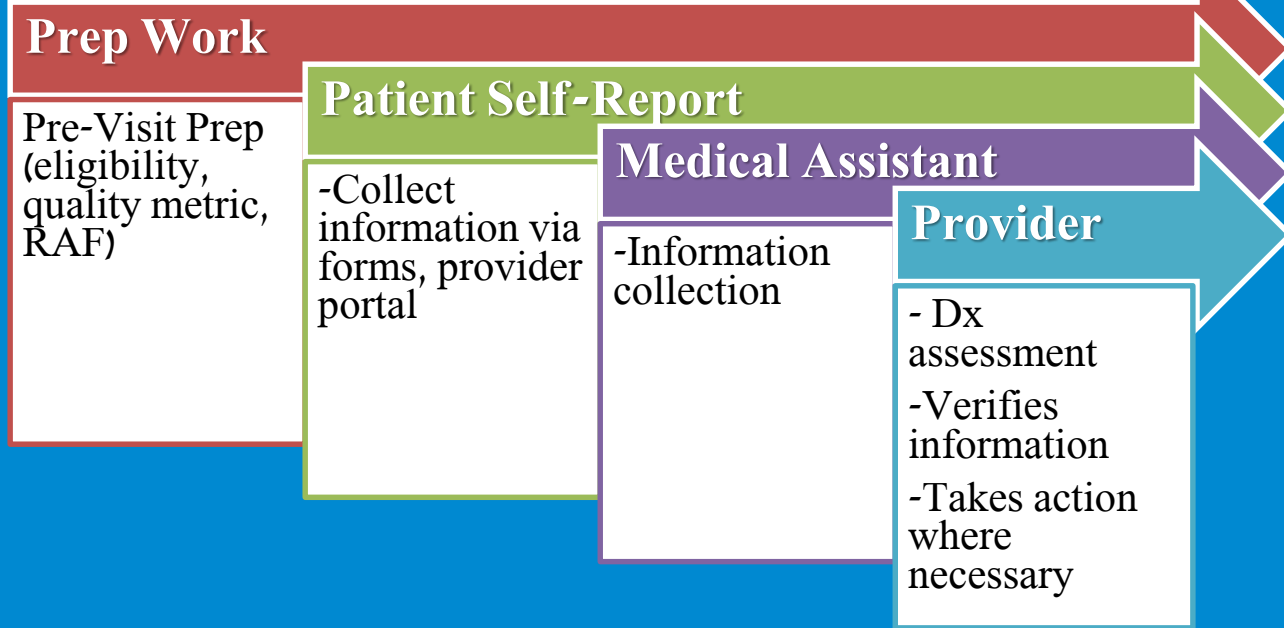 Prep Work
Pre-Visit Prep
(eligibility,
quality metric,
RAF)
Patient Self-Report
-Collect
information via
forms, provider
portal
Medical Assistant
-Information
collection
Provider
- Dx
assessment
-Verifies
information
-Takes action
where
necessary